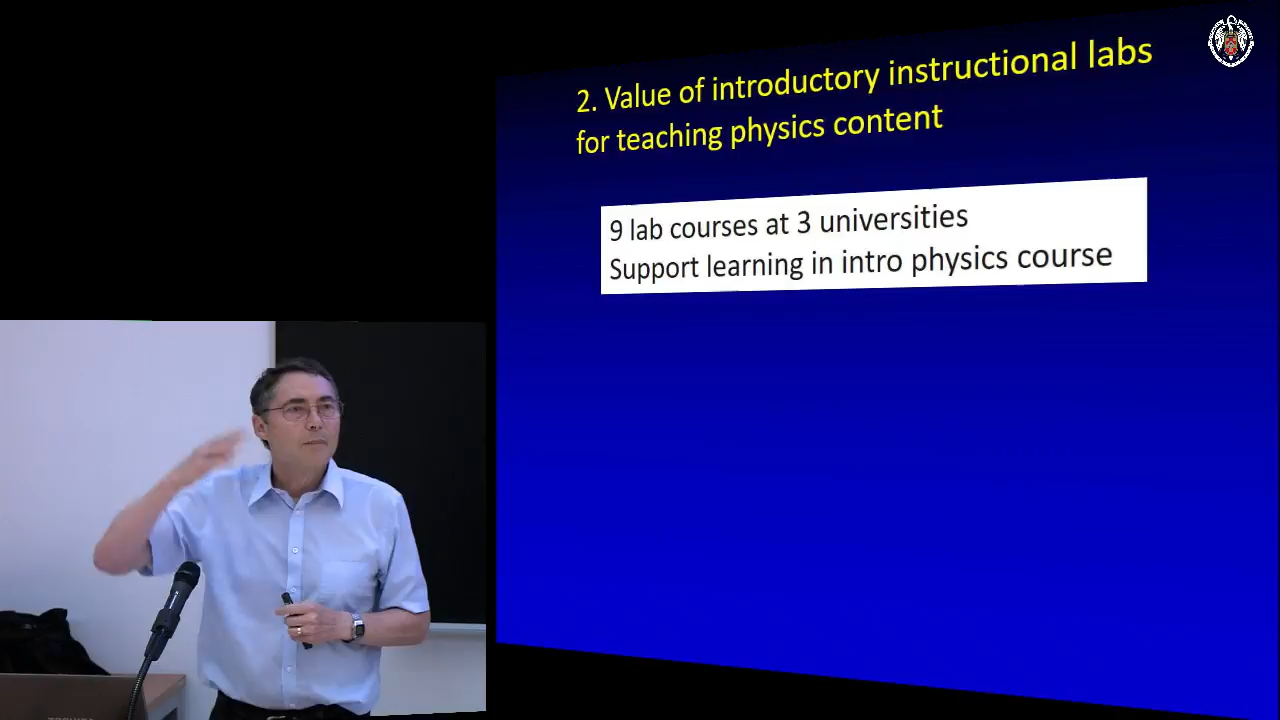 2. Value of introductory instructional labs
for teaching physics content
9 lab courses at 3 universities
Support learning in intro physics course
TOSHIBA